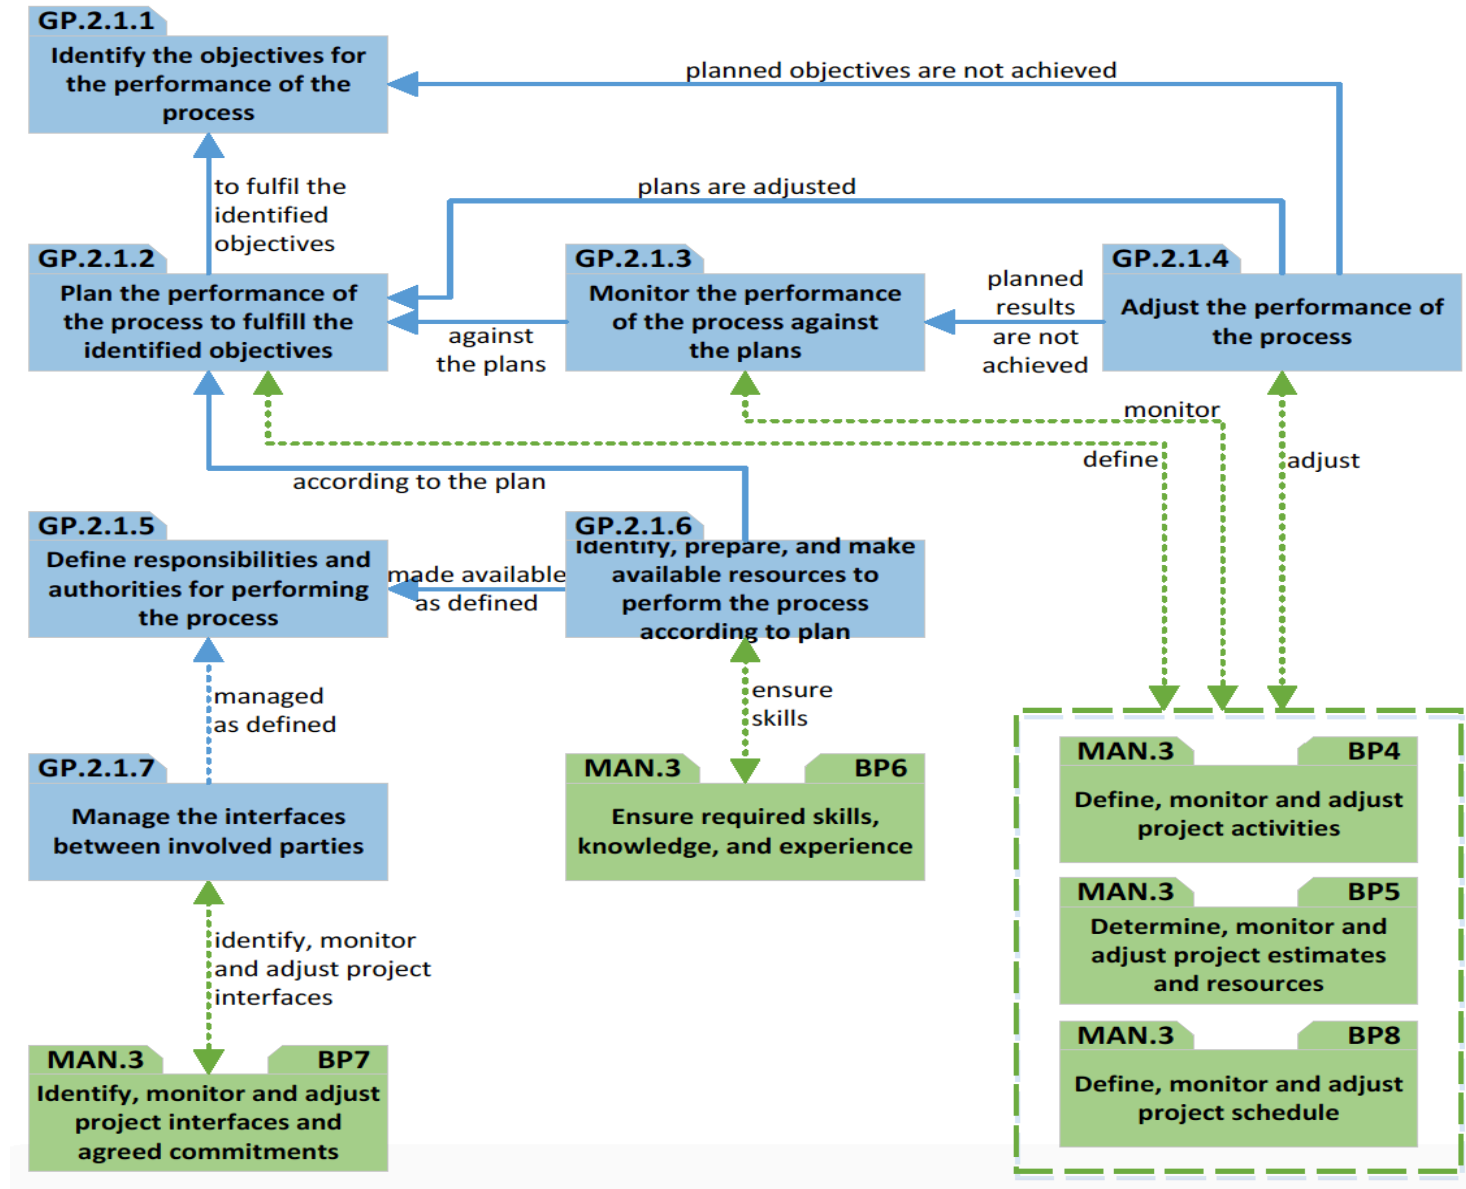 GP.2.1.1
Identify the objectives for
the performance of the
process
planned objectives are not achieved
to fulfil the
identified
objectives
plans are adjusted
GP.2.1.2
Plan the performance of
the process to fulfill the
identified objectives
against
the plans
GP.2.1.3
Monitor the performance
of the process against
the plans
planned
results
are not
achieved
GP.2.1.4
Adjust the performance of
the process
monitor
define
adjust
according to the plan
GP.2.1.5
Define responsibilities and
authorities for performing
the process
made available
as defined
GP.2.1.6
Identify, prepare, and make
available resources to
perform the process
according to plan
managed
as defined
ensure
skills
GP.2.1.7
Manage the interfaces
between involved parties
MAN.3 BP6
Ensure required skills,
knowledge, and experience
MAN.3 BP4
Define, monitor and adjust
project activities
MAN.3 BP5
Determine, monitor and
adjust project estimates
and resources
MAN.3 BP8
Define, monitor and adjust
project schedule
identify, monitor
and adjust project
interfaces
MAN.3 BP7
Identify, monitor and adjust
project interfaces and
agreed commitments